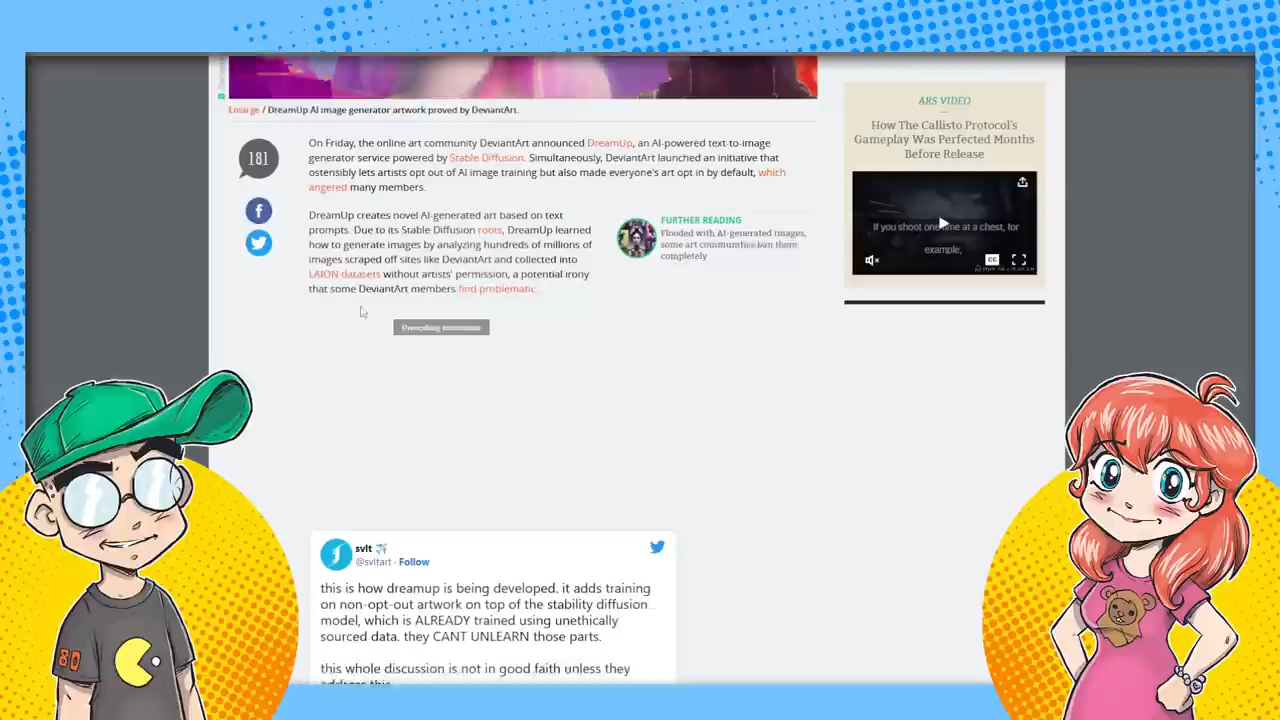 Enlarge / DreamUp AI image generator artwork proved by DeviantArt.
181
On Friday, the online art community DeviantArt announced DreamUp, an AI-powered text-to-image
generator service powered by Stable Diffusion. Simultaneously, DeviantArt launched an initiative that
ostensibly lets artists opt out of AI image training but also made everyone's art opt in by default, which
angered many members.
DreamUp creates novel AI-generated art based on text
prompts. Due to its Stable Diffusion roots, DreamUp learned
how to generate images by analyzing hundreds of millions of
images scraped off sites like DeviantArt and collected into
LAION datasets without artists' permission, a potential irony
that some DeviantArt members find problematic.
FURTHER READING
Flooded with AI-generated images,
some art communities ban them
completely
ARS VIDEO
How The Callisto Protocol's
Gameplay Was Perfected Months
Before Release
If you shoot one time at a chest, for
example,
CC
svlt
@svltart · Follow
this is how dreamup is being developed. it adds training
on non-opt-out artwork on top of the stability diffusion
model, which is ALREADY trained using unethically
sourced data. they CANT UNLEARN those parts.
this whole discussion is not in good faith unless they
address this
80